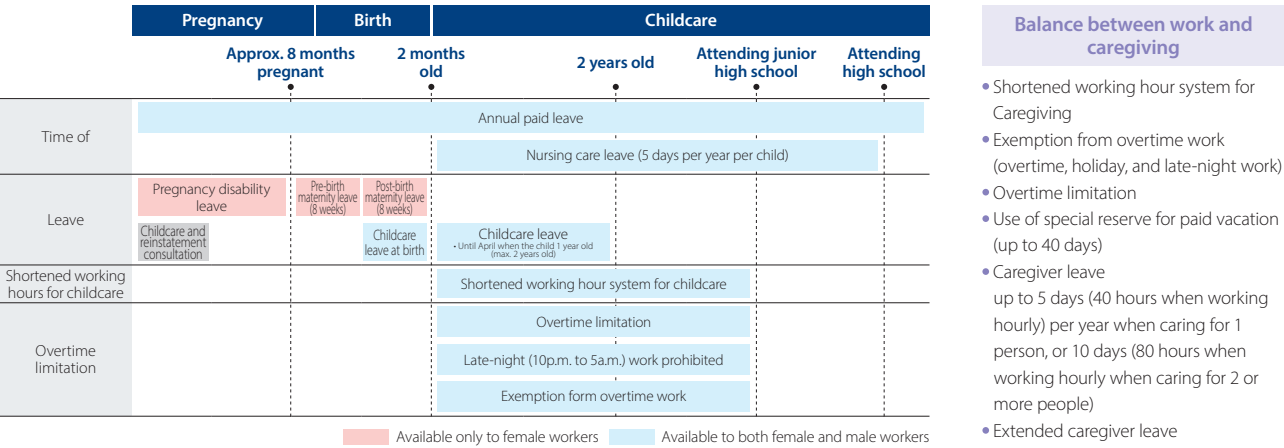 Pregnancy
Birth
Childcare
Approx. 8 months
pregnant
2 months
old
2 years old
Attending junior
high school
Attending
high school
Time of
Annual paid leave
Nursing care leave (5 days per year per child)
Leave
Pregnancy disability
leave
Pre-birth
maternity leave
(8 weeks)
Post-birth
maternity leave
(8 weeks)
Childcare and
reinstatement
consultation
Childcare
leave at birth
Childcare leave
• Until April when the child 1 year old
(max. 2 years old)
Shortened working
hours for childcare
Shortened working hour system for childcare
Overtime
limitation
Overtime limitation
Late-night (10p.m. to 5a.m.) work prohibited
Exemption form overtime work
Available only to female workers
Available to both female and male workers
Balance between work and
caregiving
• Shortened working hour system for
Caregiving
• Exemption from overtime work
(overtime, holiday, and late-night work)
• Overtime limitation
• Use of special reserve for paid vacation
(up to 40 days)
• Caregiver leave
up to 5 days (40 hours when working
hourly) per year when caring for 1
person, or 10 days (80 hours when
working hourly when caring for 2 or
more people)
• Extended caregiver leave